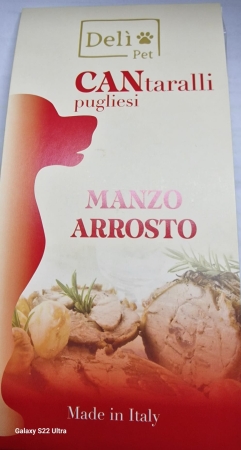 Delì
Pet
CANtaralli
pugliesi
MANZO
ARROSTO
Made in Italy
Galaxy S22 Ultra